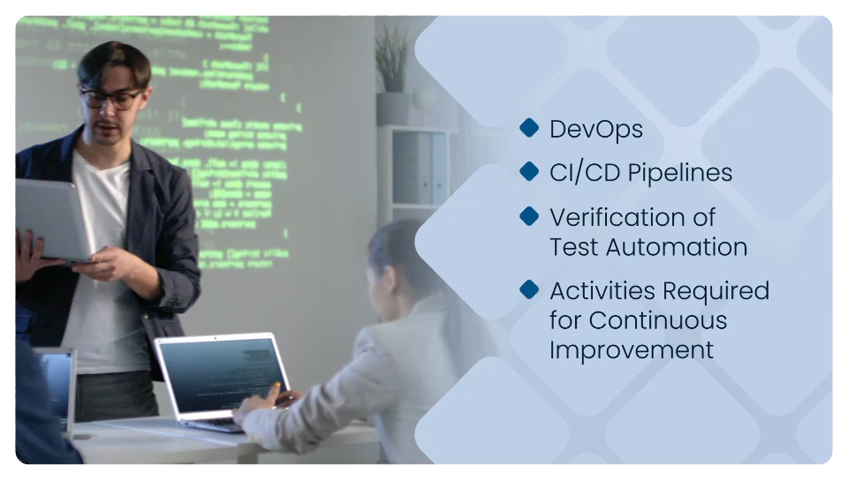 DevOps
CI/CD Pipelines
Verification of
Test Automation
Activities Required
for Continuous
Improvement